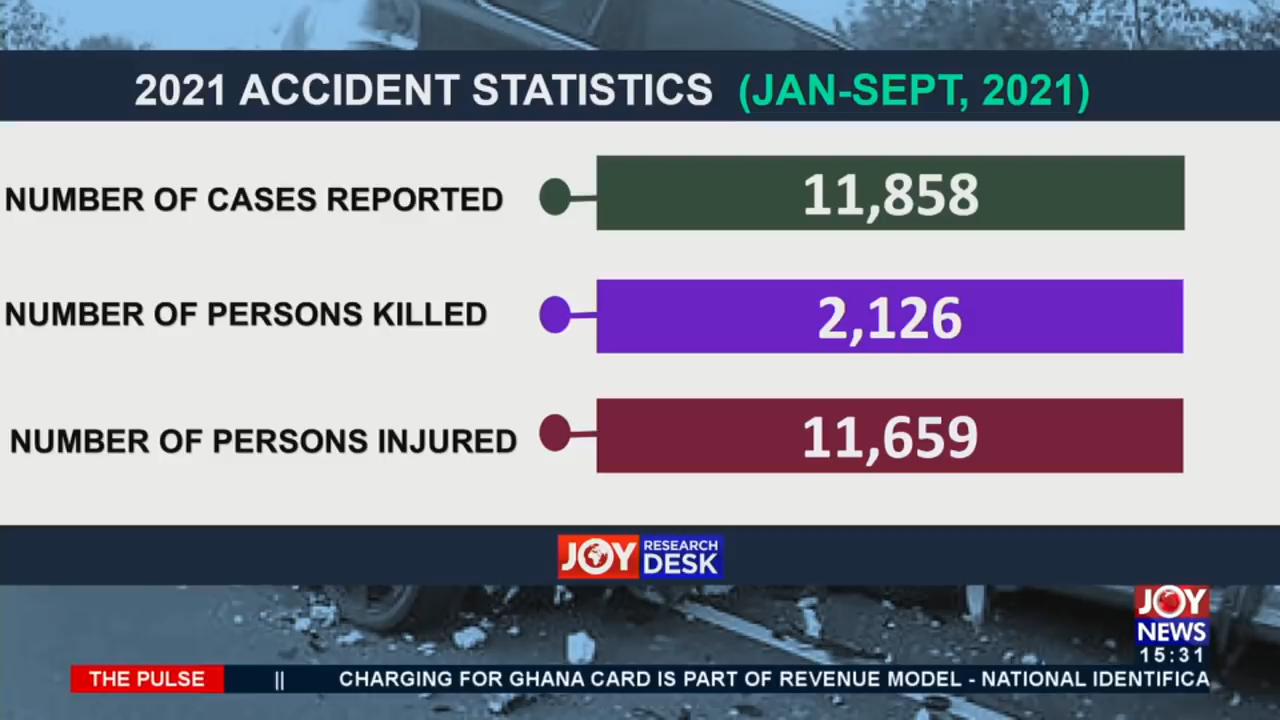 2021 ACCIDENT STATISTICS (JAN-SEPT, 2021)
NUMBER OF CASES REPORTED 11,858
NUMBER OF PERSONS KILLED 2,126
NUMBER OF PERSONS INJURED 11,659
JOY RESEARCH DESK
JOY
NEWS
15:31
THE PULSE || CHARGING FOR GHANA CARD IS PART OF REVENUE MODEL - NATIONAL IDENTIFICA